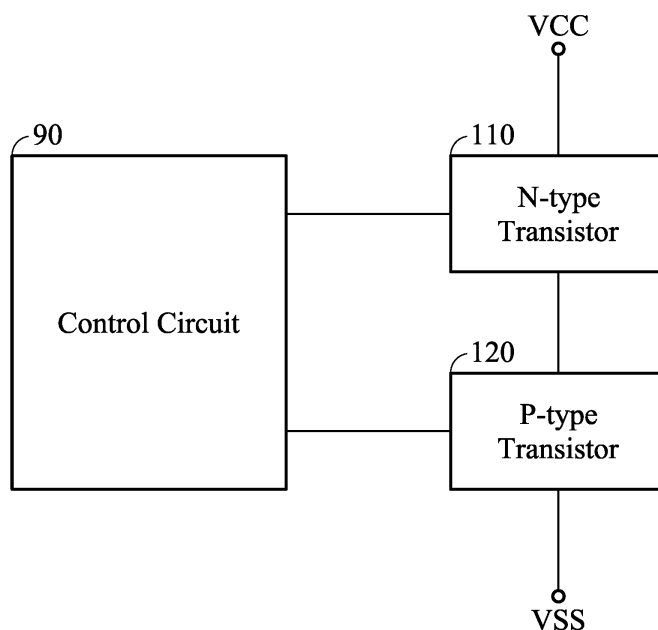 VCC
90
110
N-type
Transistor
Control Circuit
120
P-type
Transistor
VSS